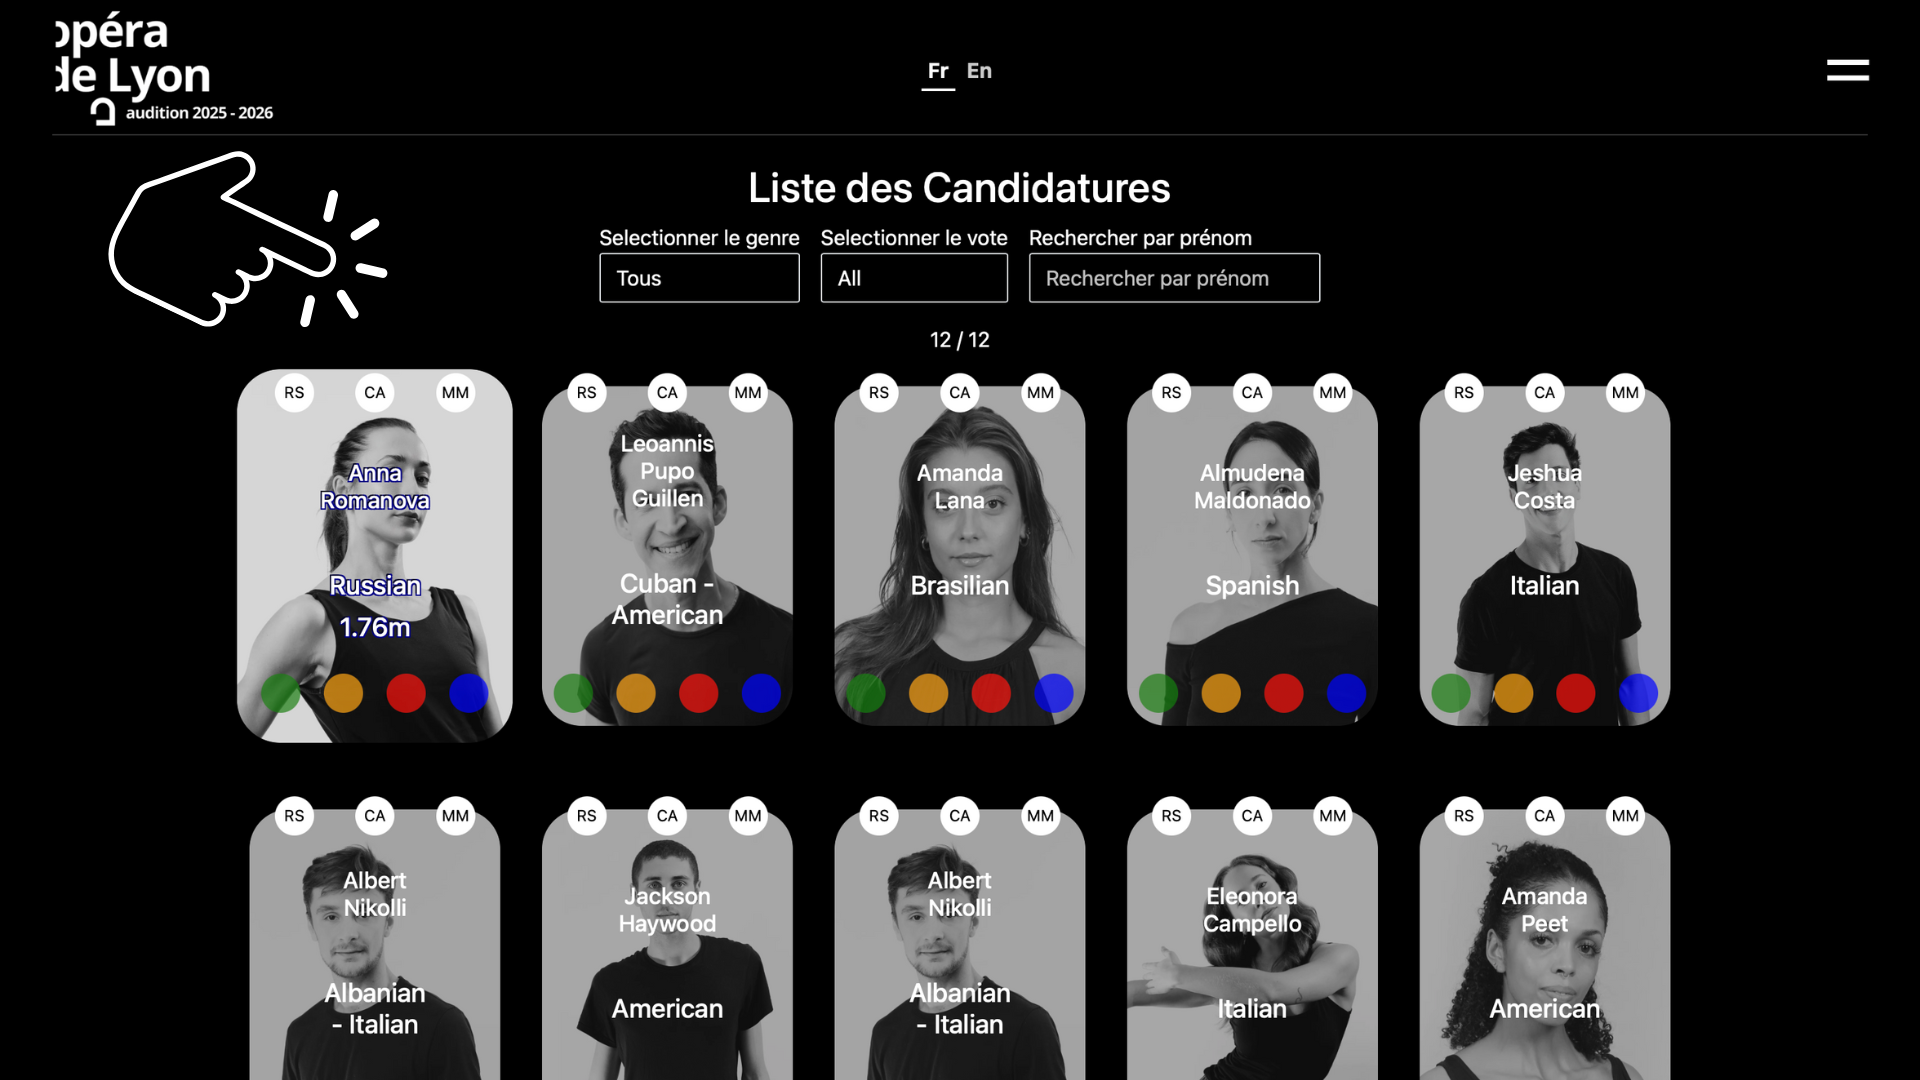 opéra
de Lyon
audition 2025 - 2026
Fr En
Liste des Candidatures
Selectionner le genre Selectionner le vote Rechercher par prénom
Tous All Rechercher par prénom
12 / 12
RS CA MM
Anna
Romanova
Russian
1.76m
RS CA MM
Leoannis
Pupo
Guillen
Cuban -
American
RS CA MM
Amanda
Lana
Brasilian
RS CA MM
Almudena
Maldonado
Spanish
RS CA MM
Jeshua
Costa
Italian
RS CA MM
Albert
Nikolli
Albanian
- Italian
RS CA MM
Jackson
Haywood
American
RS CA MM
Albert
Nikolli
Albanian
- Italian
RS CA MM
Eleonora
Campello
Italian
RS CA MM
Amanda
Peet
American